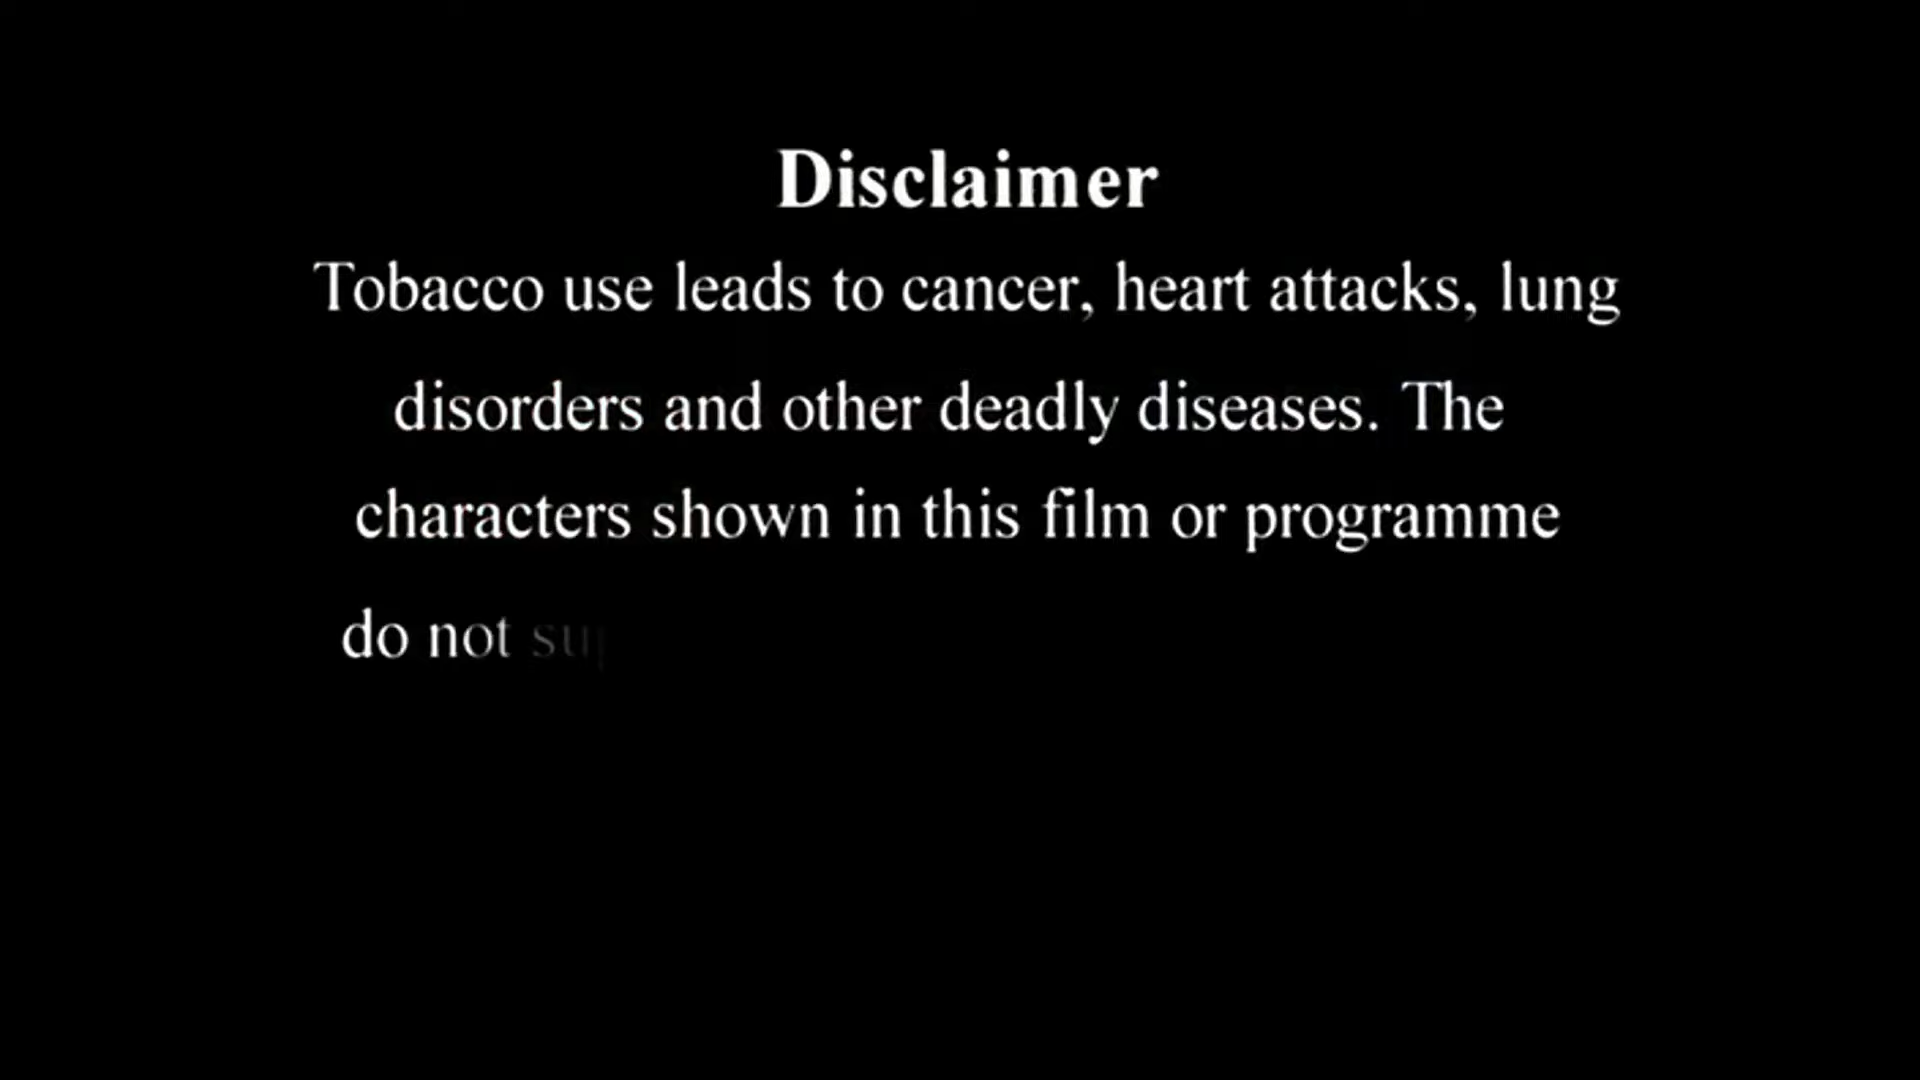 Disclaimer
Tobacco use leads to cancer, heart attacks, lung
disorders and other deadly diseases. The
characters shown in this film or programme
do not